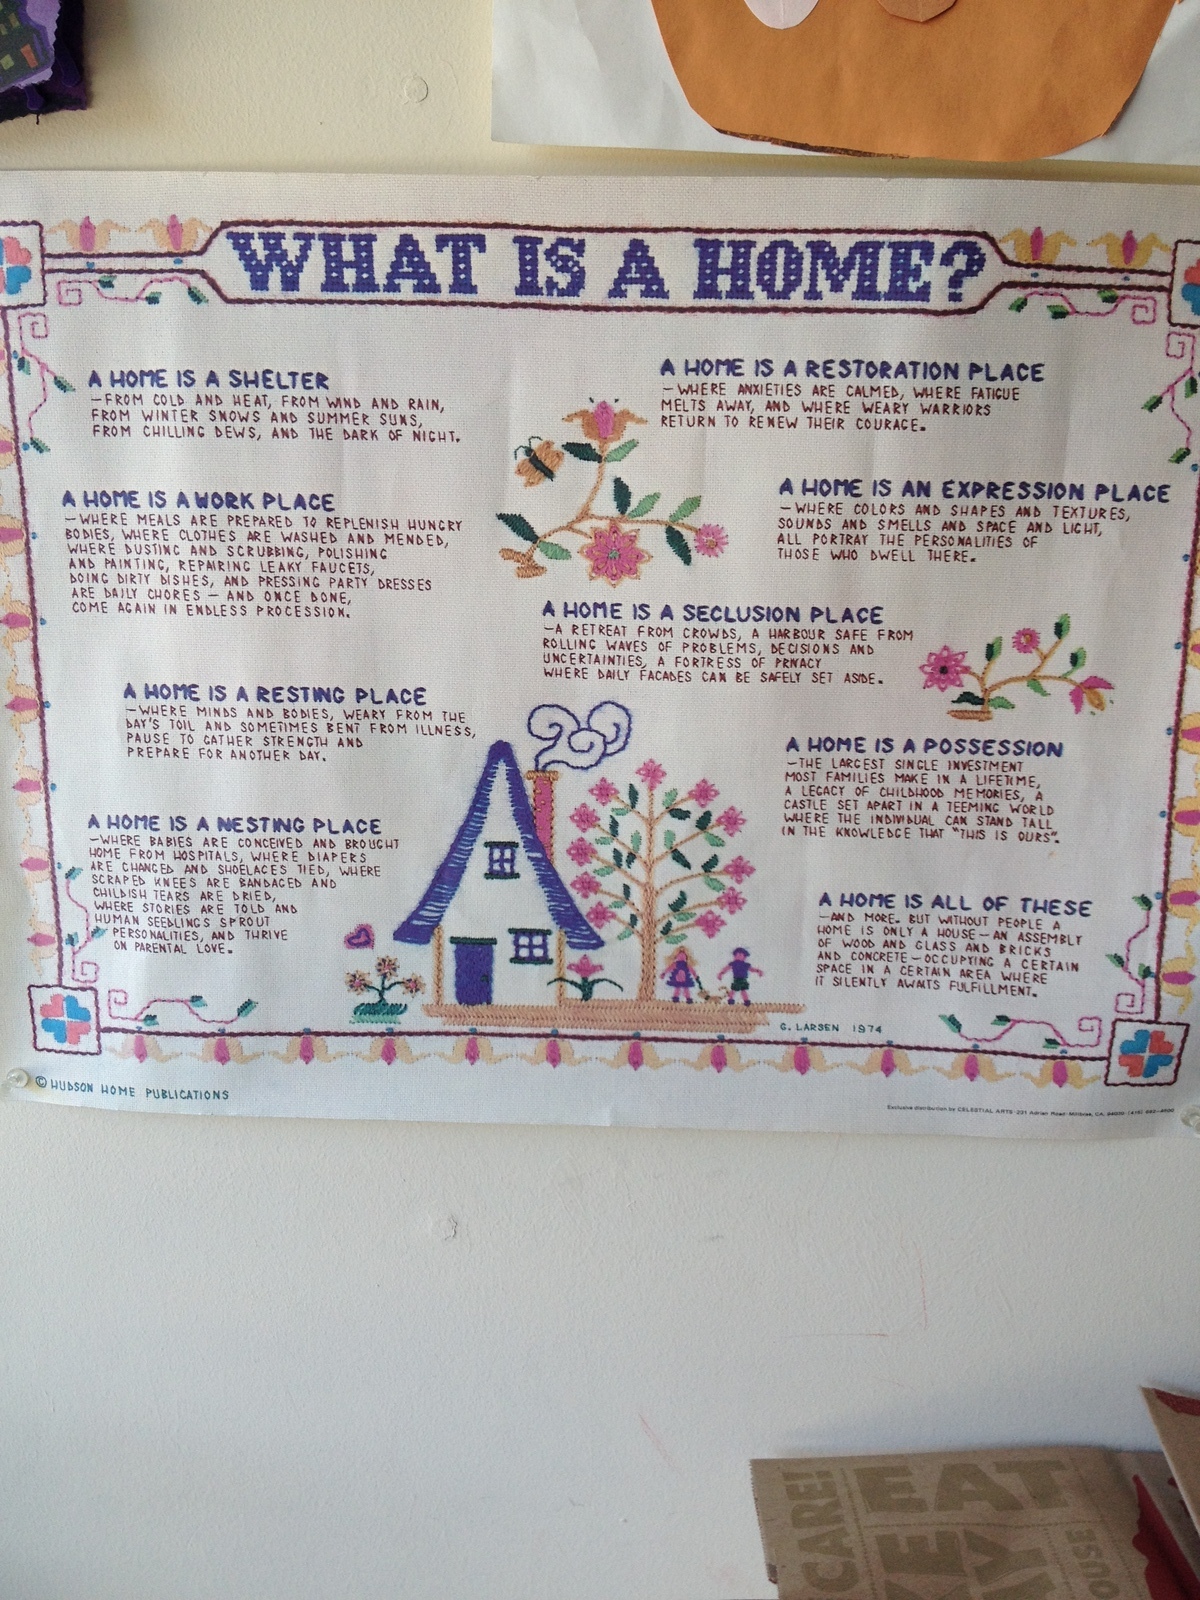 WHAT IS A HOME?
A HOME IS A SHELTER
—FROM COLD AND HEAT, FROM WIND AND RAIN,
FROM WINTER SNOWS AND SUMMER SUNS,
FROM CHILLING DEWS, AND THE DARK OF NIGHT.
A HOME IS A WORK PLACE
—WHERE MEALS ARE PREPARED TO REPLENISH HUNGRY
BODIES, WHERE CLOTHES ARE WASHED AND MENDED,
WHERE DUSTING AND SCRUBBING, POLISHING
AND PAINTING, REPAIRING LEAKY FAUCETS,
DOING DIRTY DISHES, AND PRESSING PARTY DRESSES
ARE DAILY CHORES — AND ONCE DONE,
COME AGAIN IN ENDLESS PROCESSION.
A HOME IS A RESTING PLACE
—WHERE MINDS AND BODIES, WEARY FROM THE
DAY'S TOIL AND SOMETIMES BENT FROM ILLNESS,
PAUSE TO GATHER STRENGTH AND
PREPARE FOR ANOTHER DAY.
A HOME IS A NESTING PLACE
—WHERE BABIES ARE CONCEIVED AND BROUGHT
HOME FROM HOSPITALS, WHERE DIAPERS
ARE CHANGED AND SHOELACES TIED, WHERE
SCRAPED KNEES ARE BANDAGED AND
CHILDISH TEARS ARE DRIED,
WHERE STORIES ARE TOLD AND
HUMAN SEEDLINGS SPROUT
PERSONALITIES, AND THRIVE
ON PARENTAL LOVE.
A HOME IS A RESTORATION PLACE
—WHERE ANXIETIES ARE CALMED, WHERE FATIGUE
MELTS AWAY, AND WHERE WEARY WARRIORS
RETURN TO RENEW THEIR COURAGE.
A HOME IS AN EXPRESSION PLACE
—WHERE COLORS AND SHAPES AND TEXTURES,
SOUNDS AND SMELLS AND SPACE AND LIGHT,
ALL PORTRAY THE PERSONALITIES OF
THOSE WHO DWELL THERE.
A HOME IS A SECLUSION PLACE
—A RETREAT FROM CROWDS, A HARBOUR SAFE FROM
ROLLING WAVES OF PROBLEMS, DECISIONS AND
UNCERTAINTIES, A FORTRESS OF PRIVACY
WHERE DAILY FACADES CAN BE SAFELY SET ASIDE.
A HOME IS A POSSESSION
—THE LARGEST SINGLE INVESTMENT
MOST FAMILIES MAKE IN A LIFETIME,
A LEGACY OF CHILDHOOD MEMORIES, A
CASTLE SET APART IN A TEEMING WORLD
WHERE THE INDIVIDUAL CAN STAND TALL
IN THE KNOWLEDGE THAT "THIS IS OURS".
A HOME IS ALL OF THESE
—AND MORE. BUT WITHOUT PEOPLE A
HOME IS ONLY A HOUSE — AN ASSEMBLY
OF WOOD AND GLASS AND BRICKS
AND CONCRETE — OCCUPYING A CERTAIN
SPACE IN A CERTAIN AREA WHERE
IT SILENTLY AWAITS FULFILLMENT.
G. LARSEN 1974
© HUDSON HOME PUBLICATIONS
Exclusive distribution by CELESTIAL ARTS 231 Adrian Road Millbrae, CA.
CARE!
EAT